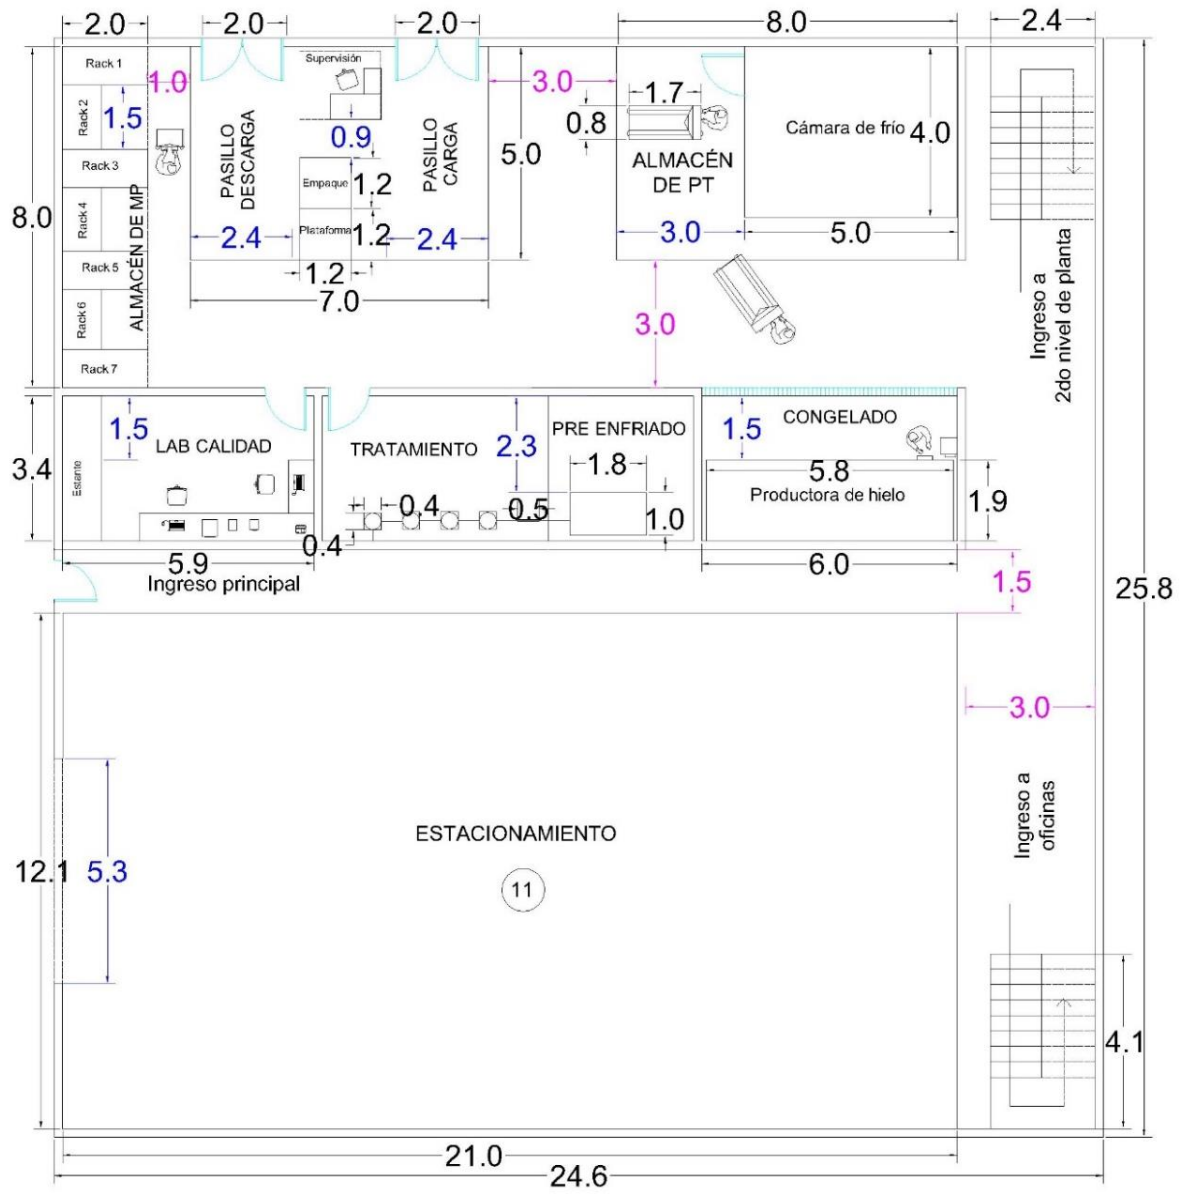 2.0
2.0
2.0
8.0
2.4
Rack 1
1.0
Supervisión
3.0
1.7
Rack 2
1.5
0.8
Cámara de frío
4.0
0.9
PASILLO
DESCARGA
PASILLO
CARGA
5.0
ALMACÉN
DE PT
Rack 3
Empaque
1.2
8.0
Rack 4
ALMACÉN DE MP
2.4
Plataforma
1.2
2.4
3.0
5.0
Rack 5
1.2
7.0
Rack 6
3.0
Ingreso a
2do nivel de planta
Rack 7
1.5
LAB CALIDAD
TRATAMIENTO
2.3
PRE ENFRIADO
1.5
CONGELADO
3.4
Estante
1.8
5.8
Productora de hielo
1.9
0.4
0.5
1.0
0.4
5.9
6.0
Ingreso principal
1.5
25.8
3.0
Ingreso a
oficinas
ESTACIONAMIENTO
12.1
5.3
11
4.1
21.0
24.6